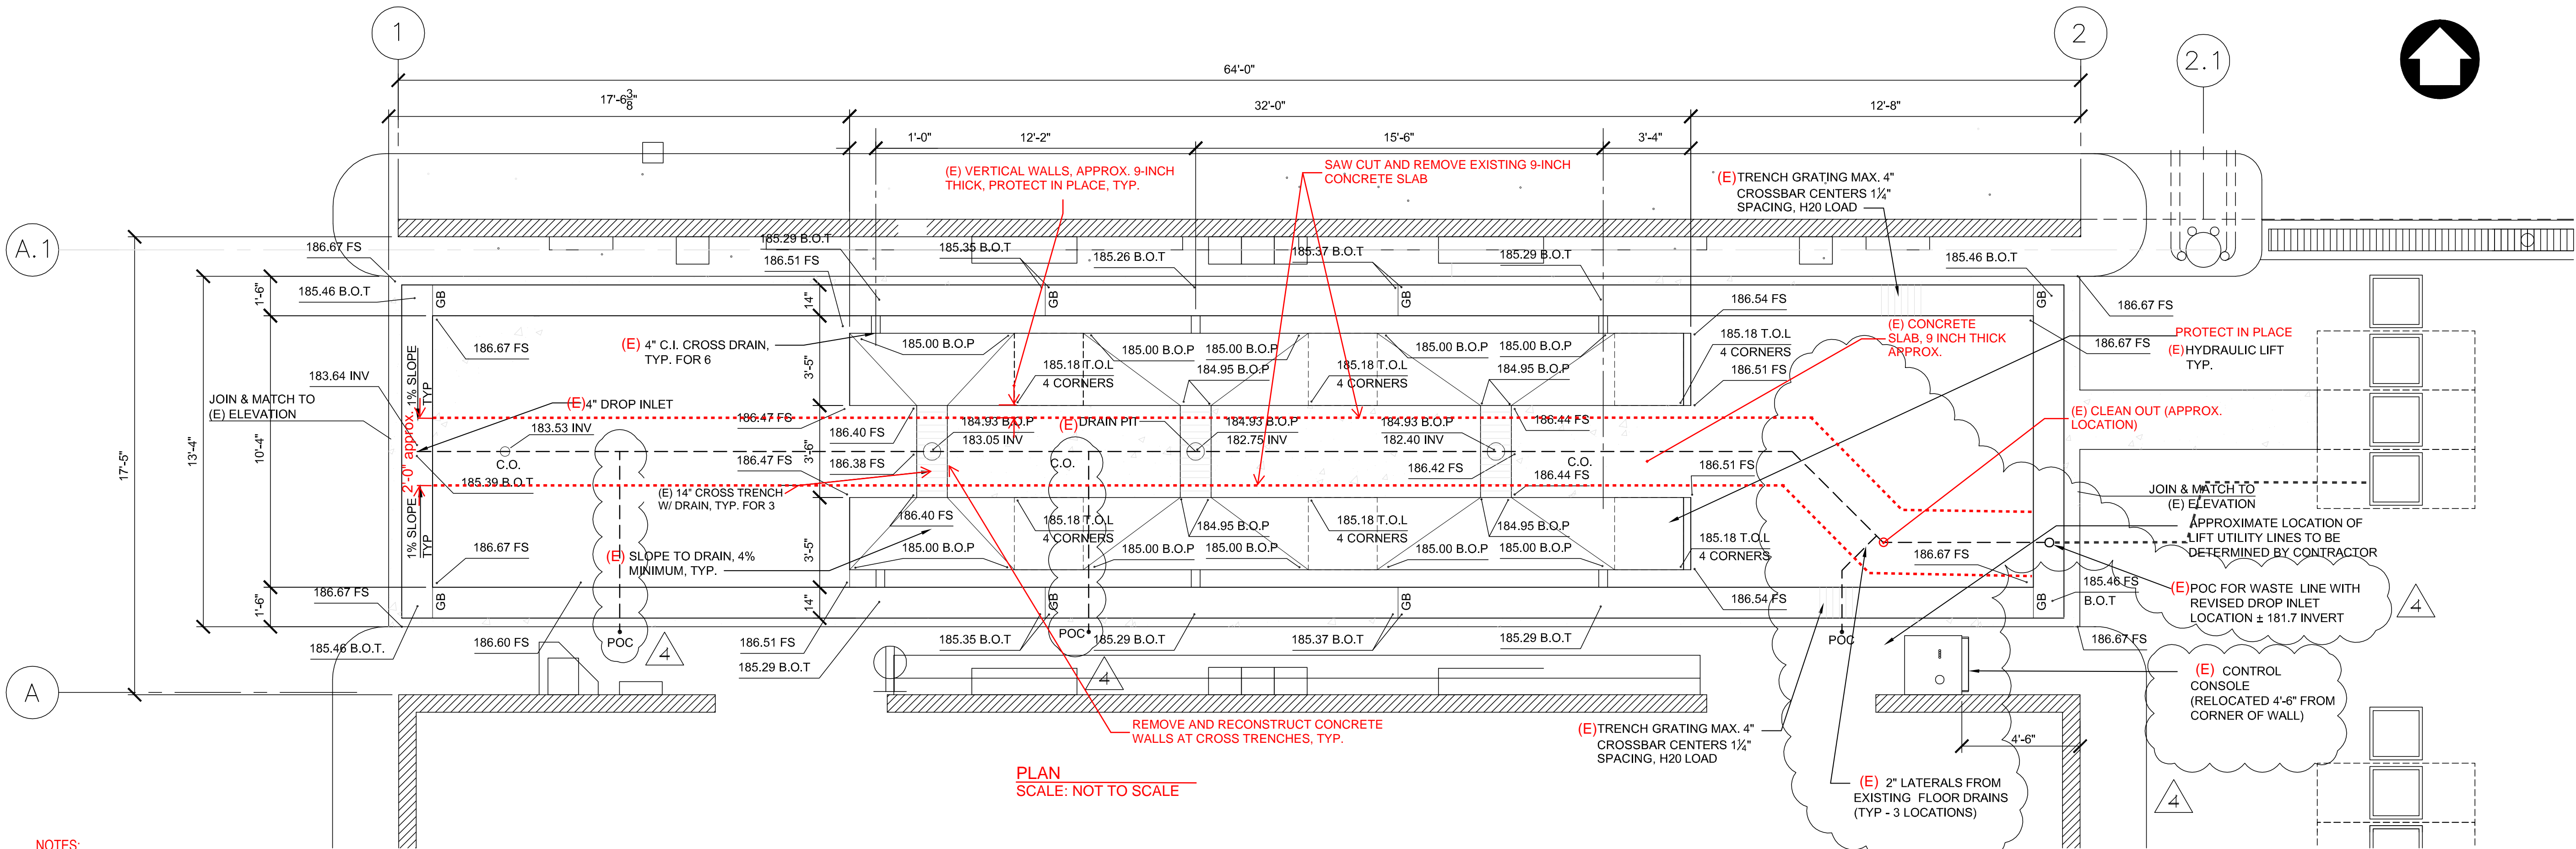 1
2
2.1
64'-0"
17'-6 3/8"
32'-0"
12'-8"
1'-0"
12'-2"
15'-6"
3'-4"
(E) VERTICAL WALLS, APPROX. 9-INCH
THICK, PROTECT IN PLACE, TYP.
SAW CUT AND REMOVE EXISTING 9-INCH
CONCRETE SLAB
(E) TRENCH GRATING MAX. 4"
CROSSBAR CENTERS 1¼"
SPACING, H20 LOAD
A.1
186.67 FS
185.29 B.O.T
186.51 FS
185.35 B.O.T
185.26 B.O.T
185.37 B.O.T
185.29 B.O.T
185.46 B.O.T
185.46 B.O.T
1'-6"
GB
14"
GB
GB
GB
186.54 FS
186.67 FS
186.67 FS
(E) 4" C.I. CROSS DRAIN,
TYP. FOR 6
185.00 B.O.P
185.00 B.O.P
185.00 B.O.P
185.00 B.O.P
185.00 B.O.P
(E) CONCRETE
SLAB, 9 INCH THICK
APPROX.
PROTECT IN PLACE
(E) HYDRAULIC LIFT
TYP.
186.67 FS
185.18 T.O.L
4 CORNERS
185.18 T.O.L
4 CORNERS
185.18 T.O.L
4 CORNERS
184.95 B.O.P
184.95 B.O.P
186.51 FS
3'-5"
1% SLOPE
TYP
183.64 INV
JOIN & MATCH TO
(E) ELEVATION
(E) 4" DROP INLET
186.47 FS
186.40 FS
184.93 B.O.P
183.05 INV
(E) DRAIN PIT
184.93 B.O.P
182.75 INV
184.93 B.O.P
182.40 INV
186.44 FS
(E) CLEAN OUT (APPROX.
LOCATION)
17'-5"
13'-4"
10'-4"
2'-0" approx.
183.53 INV
C.O.
3'-6"
186.47 FS
186.38 FS
C.O.
186.42 FS
C.O.
186.44 FS
186.51 FS
185.39 B.O.T
(E) 14" CROSS TRENCH
W/ DRAIN, TYP. FOR 3
1% SLOPE
TYP
186.40 FS
185.18 T.O.L
4 CORNERS
184.95 B.O.P
185.18 T.O.L
4 CORNERS
184.95 B.O.P
185.18 T.O.L
4 CORNERS
JOIN & MATCH TO
(E) ELEVATION
APPROXIMATE LOCATION OF
LIFT UTILITY LINES TO BE
DETERMINED BY CONTRACTOR
186.67 FS
3'-5"
(E) SLOPE TO DRAIN, 4%
MINIMUM, TYP.
185.00 B.O.P
185.00 B.O.P
185.00 B.O.P
185.00 B.O.P
186.67 FS
185.46 FS
B.O.T
(E) POC FOR WASTE LINE WITH
REVISED DROP INLET
LOCATION ± 181.7 INVERT
4
186.67 FS
1'-6"
GB
14"
GB
GB
GB
186.54 FS
185.46 B.O.T.
186.60 FS
POC
4
186.51 FS
185.29 B.O.T
185.35 B.O.T
POC
185.29 B.O.T
185.37 B.O.T
185.29 B.O.T
POC
186.67 FS
4
A
(E) CONTROL
CONSOLE
(RELOCATED 4'-6" FROM
CORNER OF WALL)
REMOVE AND RECONSTRUCT CONCRETE
WALLS AT CROSS TRENCHES, TYP.
(E) TRENCH GRATING MAX. 4"
CROSSBAR CENTERS 1¼"
SPACING, H20 LOAD
4'-6"
(E) 2" LATERALS FROM
EXISTING FLOOR DRAINS
(TYP - 3 LOCATIONS)
4
PLAN
SCALE: NOT TO SCALE
NOTES: